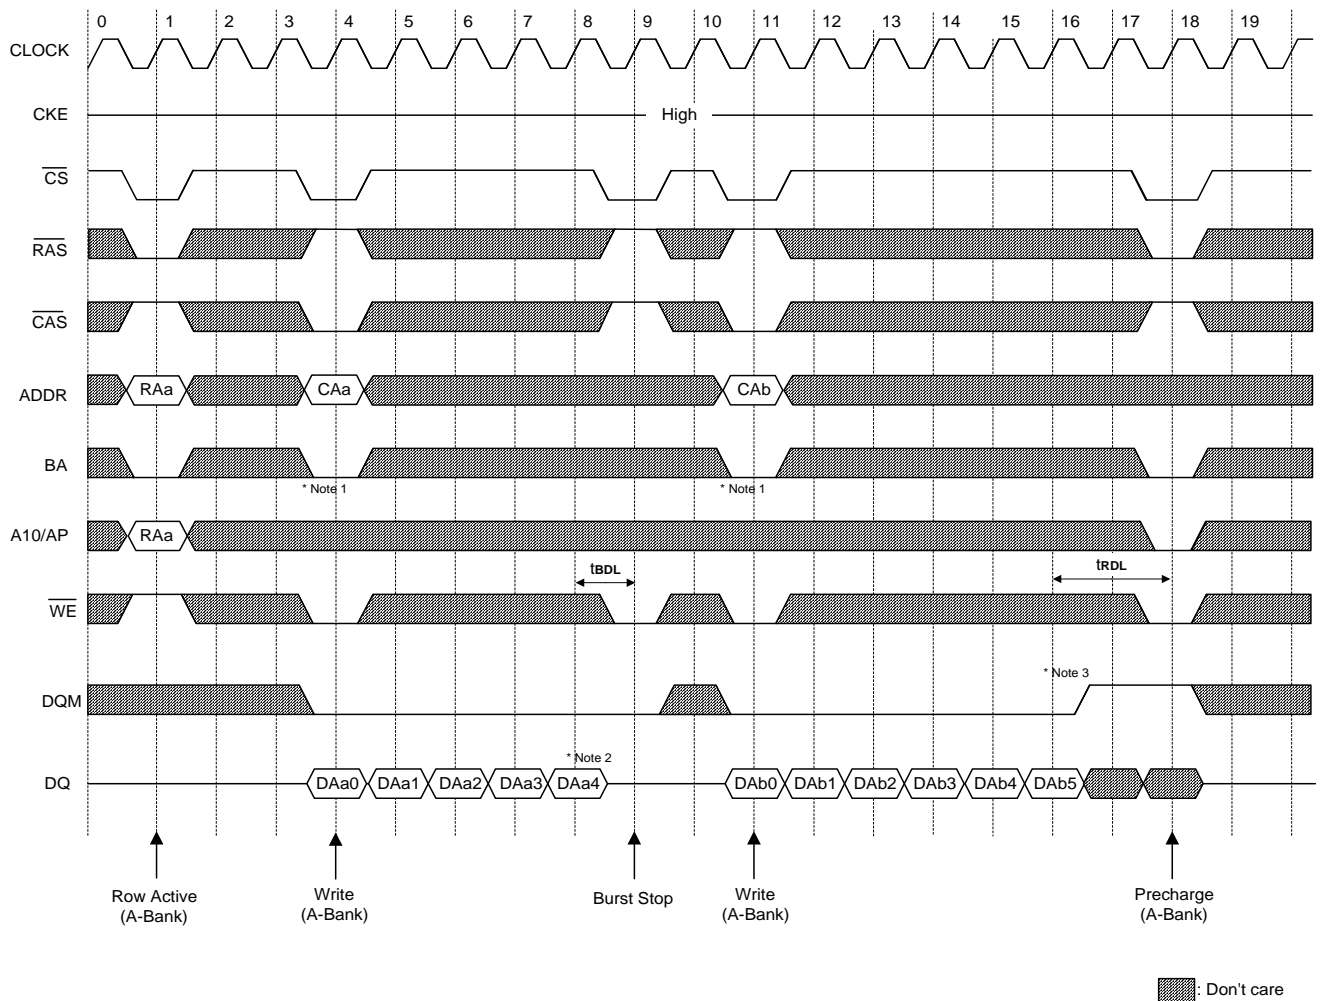 0 1 2 3 4 5 6 7 8 9 10 11 12 13 14 15 16 17 18 19
CLOCK
CKE
High
CS
RAS
CAS
ADDR
RAa
CAa
CAb
BA
* Note 1
* Note 1
A10/AP
RAa
tBDL
tRDL
WE
* Note 3
DQM
* Note 2
DQ
DAa0 DAa1 DAa2 DAa3 DAa4
DAb0 DAb1 DAb2 DAb3 DAb4 DAb5
Row Active
(A-Bank)
Write
(A-Bank)
Burst Stop
Write
(A-Bank)
Precharge
(A-Bank)
: Don't care